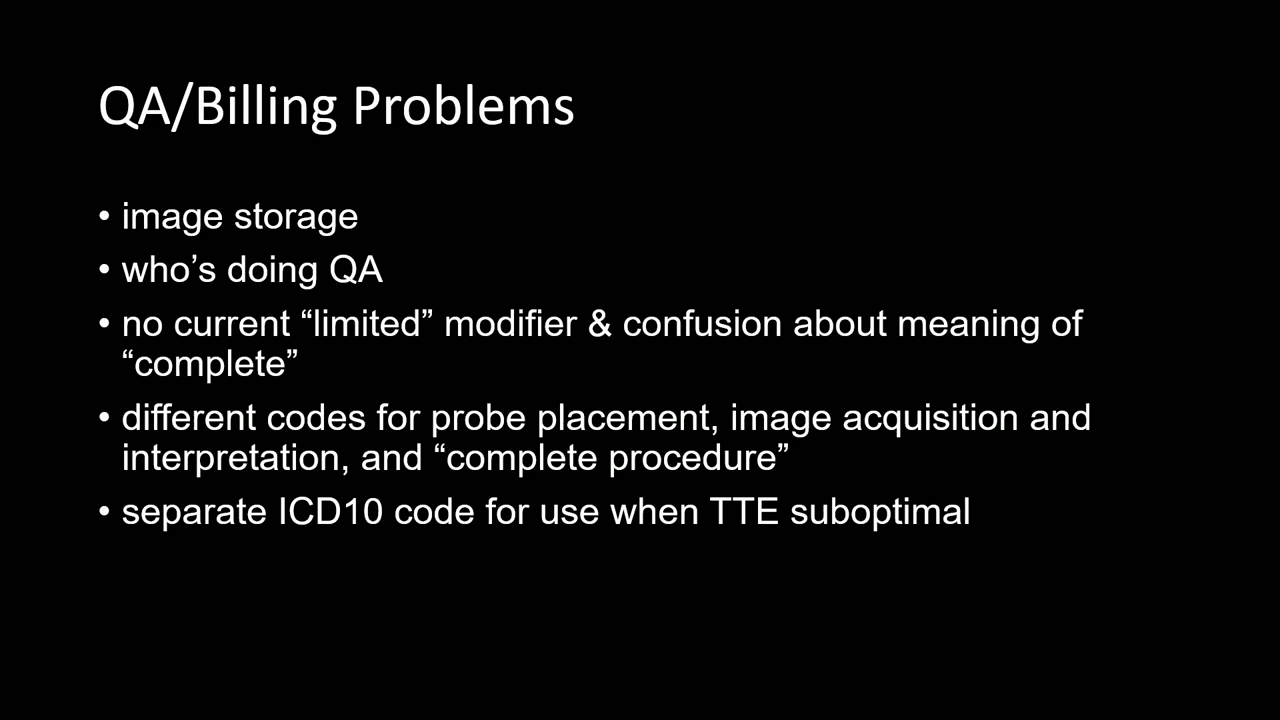 QA/Billing Problems
• image storage
• who’s doing QA
• no current “limited” modifier & confusion about meaning of
“complete”
• different codes for probe placement, image acquisition and
interpretation, and “complete procedure”
• separate ICD10 code for use when TTE suboptimal